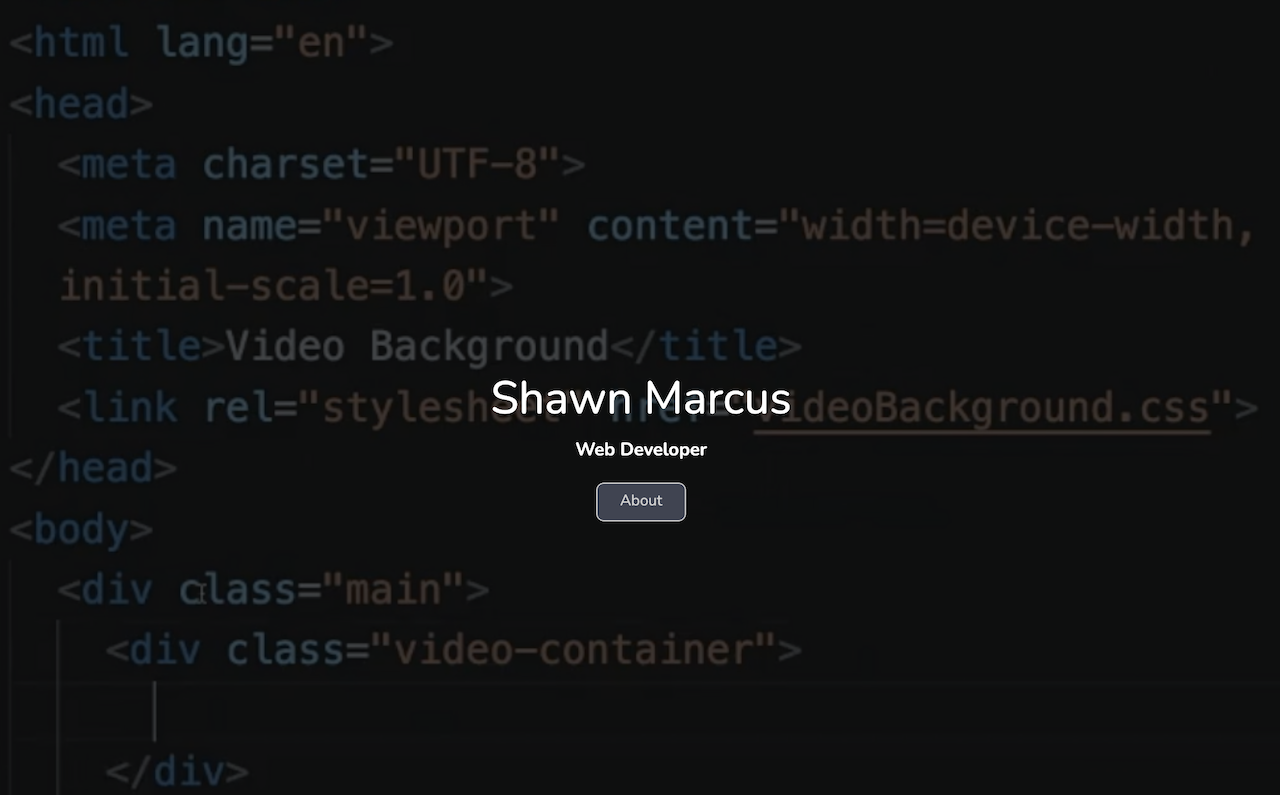 <html lang="en">
<head>
<meta charset="UTF-8">
<meta name="viewport" content="width=device-width,
initial-scale=1.0">
<title>Video Background</title>
<link rel="stylesheet" href="videoBackground.css">
Shawn Marcus
</head>
Web Developer
About
<body>
<div class="main">
<div class="video-container">
</div>